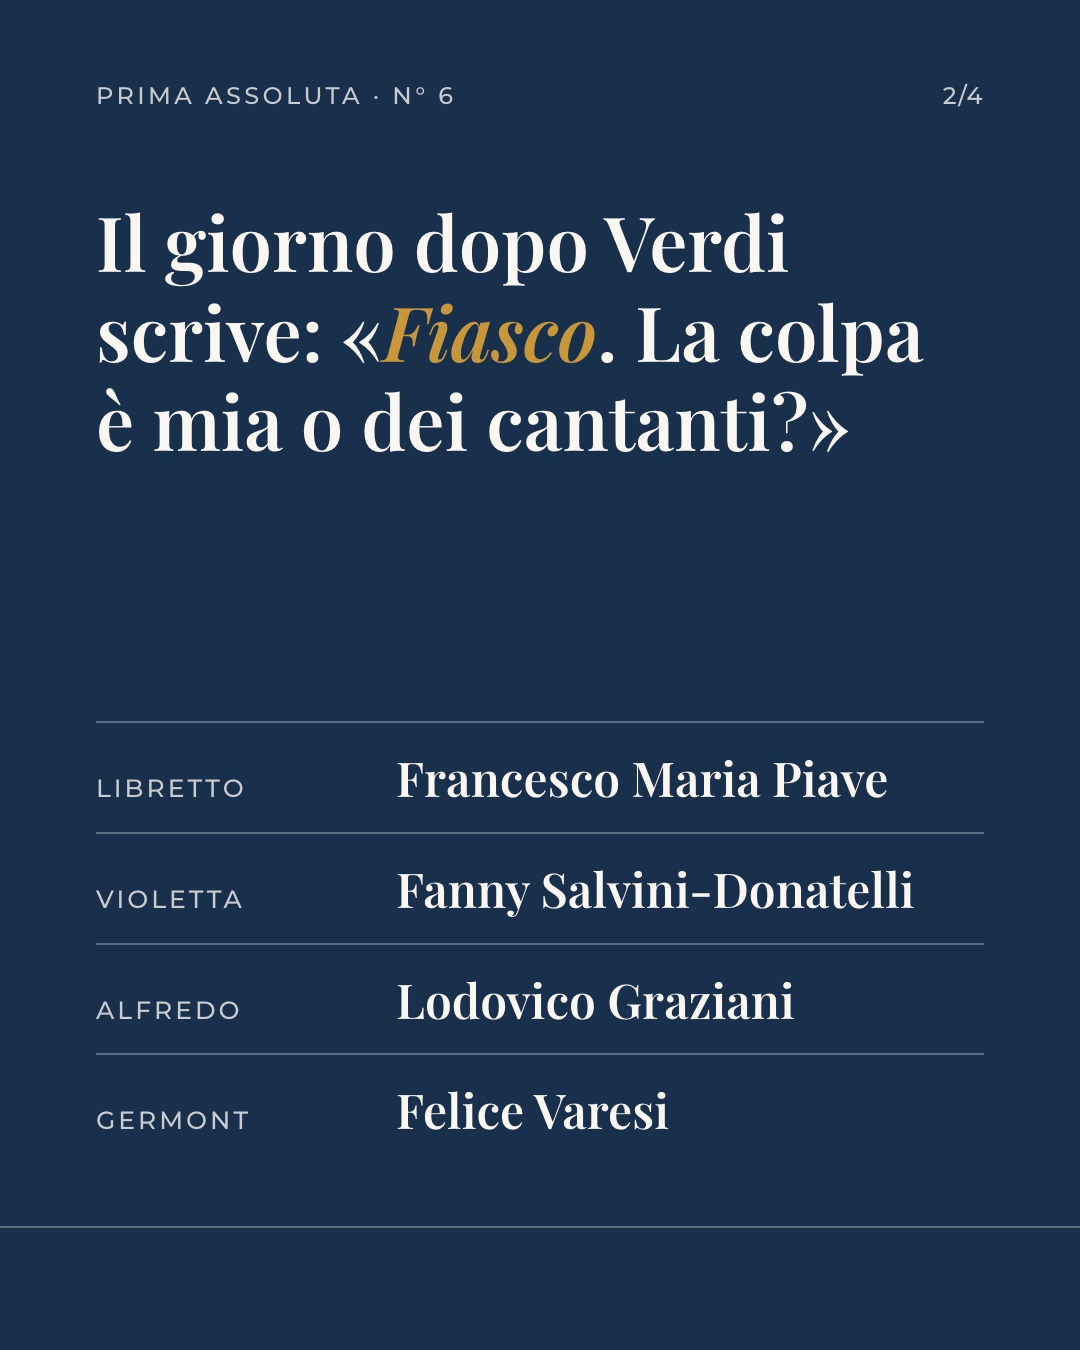 PRIMA ASSOLUTA · N° 6
2/4
Il giorno dopo Verdi
scrive: «Fiasco. La colpa
è mia o dei cantanti?»
LIBRETTO Francesco Maria Piave
VIOLETTA Fanny Salvini-Donatelli
ALFREDO Lodovico Graziani
GERMONT Felice Varesi